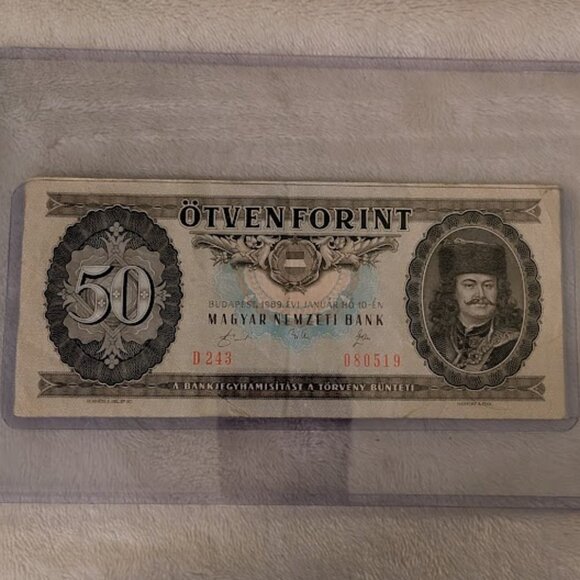 ÖTVEN FORINT
50
BUDAPEST, 1989. ÉVI JANUÁR HÓ 10-ÉN
MAGYAR NEMZETI BANK
D 243 080519
A BANKJEGYHAMISÍTÁST A TÖRVÉNY BÜNTETI